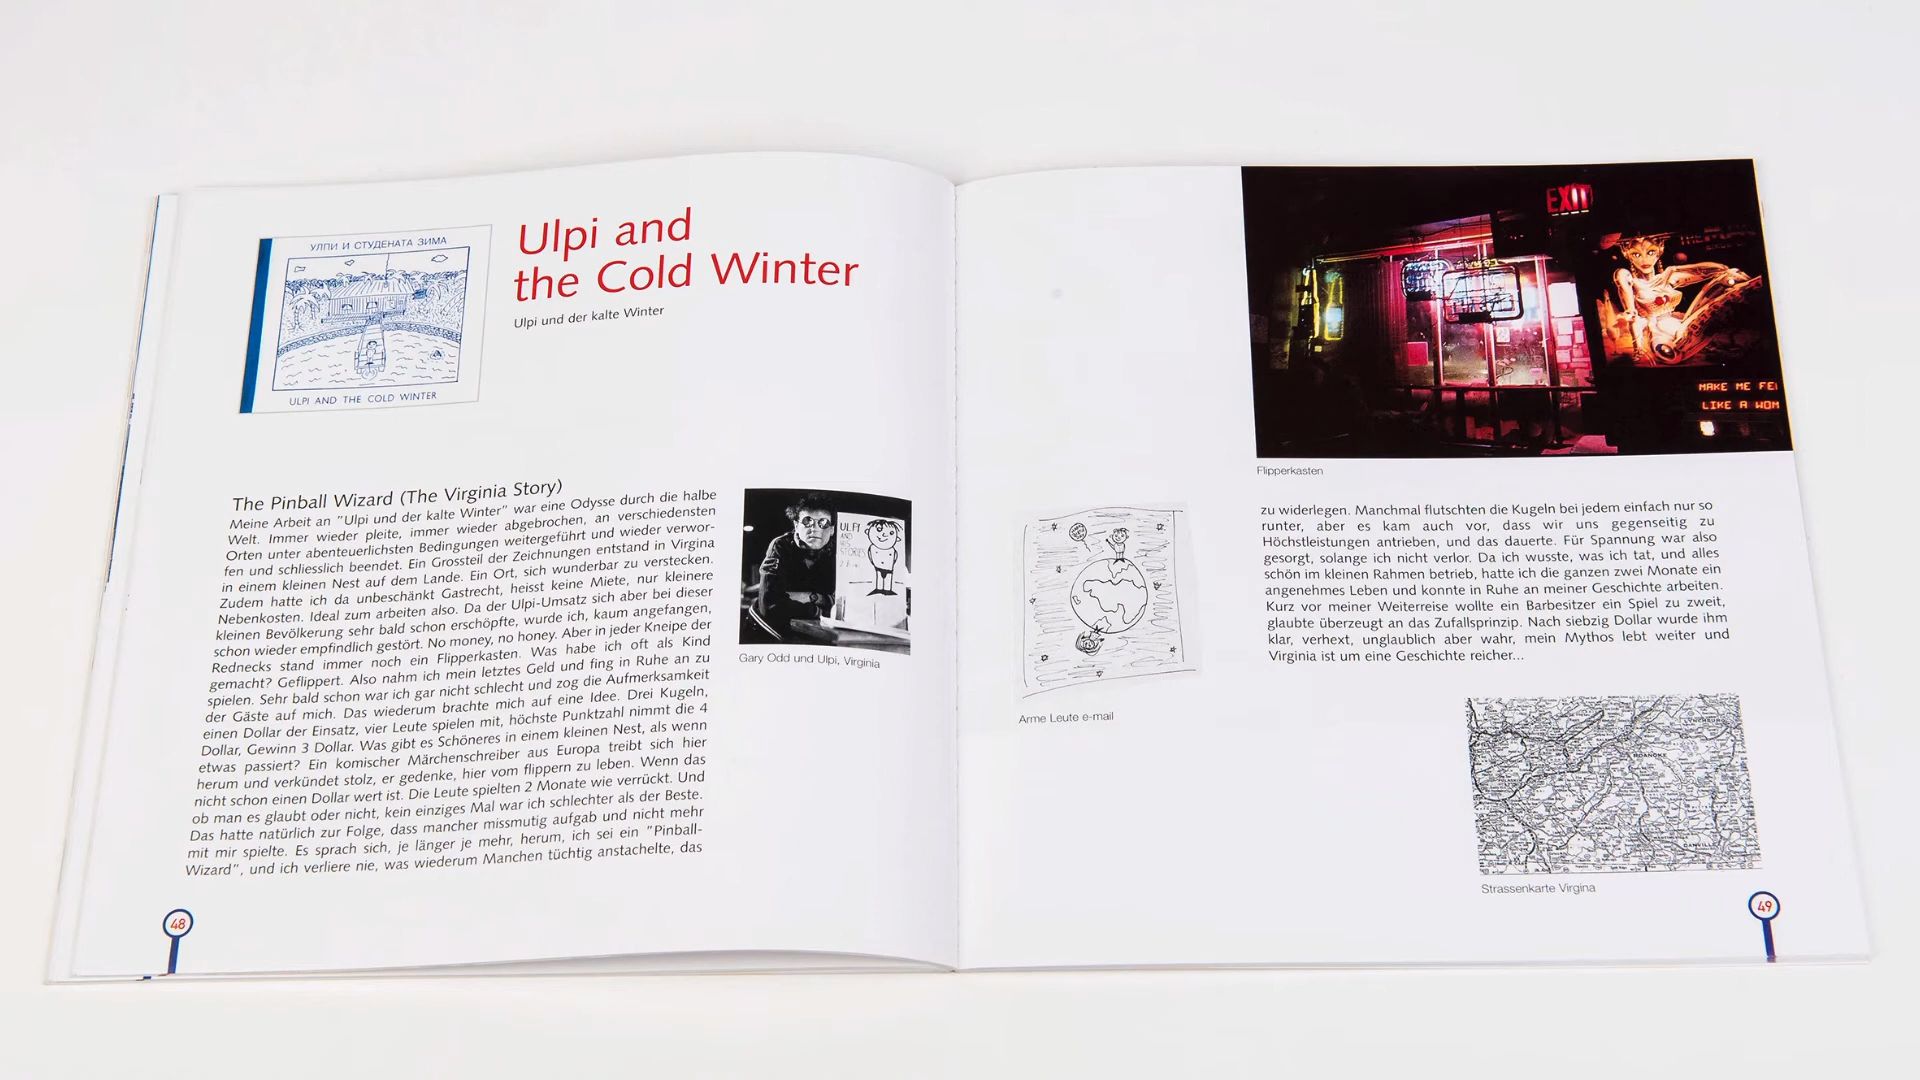 УЛПИ И СТУДЕНАТА ЗИМА
ULPI AND THE COLD WINTER
Ulpi and
the Cold Winter
Ulpi und der kalte Winter
The Pinball Wizard (The Virginia Story)
Meine Arbeit an "Ulpi und der kalte Winter" war eine Odysse durch die halbe
Welt. Immer wieder pleite, immer wieder abgebrochen, an verschiedensten
Orten unter abenteuerlichsten Bedingungen weitergeführt und wieder verwor-
fen und schliesslich beendet. Ein Grossteil der Zeichnungen entstand in Virgina
in einem kleinen Nest auf dem Lande. Ein Ort, sich wunderbar zu verstecken.
Zudem hatte ich da unbeschänkt Gastrecht, heisst keine Miete, nur kleinere
Nebenkosten. Ideal zum arbeiten also. Da der Ulpi-Umsatz sich aber bei dieser
kleinen Bevölkerung sehr bald schon erschöpfte, wurde ich, kaum angefangen,
schon wieder empfindlich gestört. No money, no honey. Aber in jeder Kneipe der
Rednecks stand immer noch ein Flipperkasten. Was habe ich oft als Kind
gemacht? Geflippert. Also nahm ich mein letztes Geld und fing in Ruhe an zu
spielen. Sehr bald schon war ich gar nicht schlecht und zog die Aufmerksamkeit
der Gäste auf mich. Das wiederum brachte mich auf eine Idee. Drei Kugeln,
einen Dollar der Einsatz, vier Leute spielen mit, höchste Punktzahl nimmt die 4
Dollar, Gewinn 3 Dollar. Was gibt es Schöneres in einem kleinen Nest, als wenn
etwas passiert? Ein komischer Märchenschreiber aus Europa treibt sich hier
herum und verkündet stolz, er gedenke, hier vom flippern zu leben. Wenn das
nicht schon einen Dollar wert ist. Die Leute spielten 2 Monate wie verrückt. Und
ob man es glaubt oder nicht, kein einziges Mal war ich schlechter als der Beste.
Das hatte natürlich zur Folge, dass mancher missmutig aufgab und nicht mehr
mit mir spielte. Es sprach sich, je länger je mehr, herum, ich sei ein "Pinball-
Wizard", und ich verliere nie, was wiederum Manchen tüchtig anstachelte, das
ULPI
AND
HIS
STORIES
Gary Odd und Ulpi, Virginia
48
EXIT
MAKE ME FE
LIKE A WOM
Flipperkasten
Arme Leute e-mail
zu widerlegen. Manchmal flutschten die Kugeln bei jedem einfach nur so
runter, aber es kam auch vor, dass wir uns gegenseitig zu
Höchstleistungen antrieben, und das dauerte. Für Spannung war also
gesorgt, solange ich nicht verlor. Da ich wusste, was ich tat, und alles
schön im kleinen Rahmen betrieb, hatte ich die ganzen zwei Monate ein
angenehmes Leben und konnte in Ruhe an meiner Geschichte arbeiten.
Kurz vor meiner Weiterreise wollte ein Barbesitzer ein Spiel zu zweit,
glaubte überzeugt an das Zufallsprinzip. Nach siebzig Dollar wurde ihm
klar, verhext, unglaublich aber wahr, mein Mythos lebt weiter und
Virginia ist um eine Geschichte reicher...
ROANOKE
DANVILLE
Strassenkarte Virgina
49